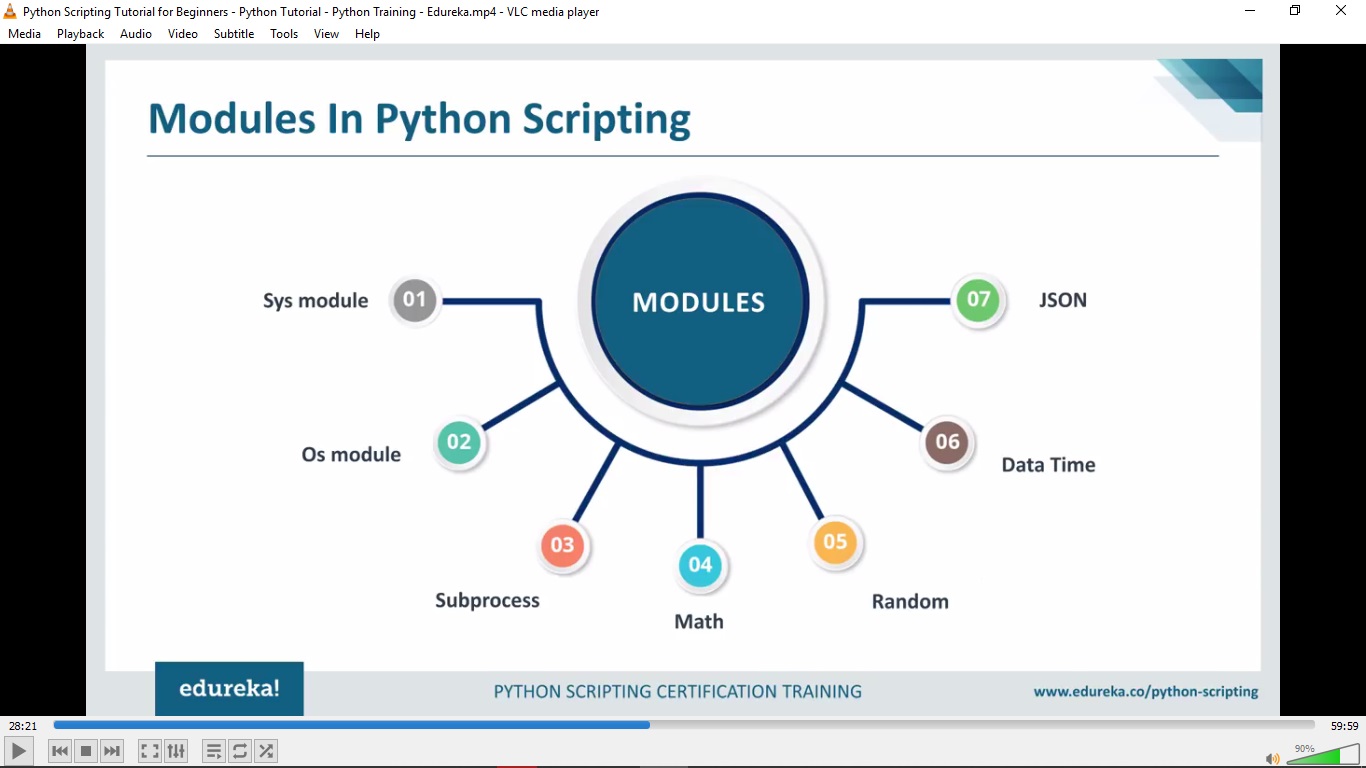 Python Scripting Tutorial for Beginners - Python Tutorial - Python Training - Edureka.mp4 - VLC media player
Media Playback Audio Video Subtitle Tools View Help
Modules In Python Scripting
MODULES
Sys module 01
Os module 02
03
Subprocess
04
Math
05
Random
06
Data Time
07 JSON
edureka!
PYTHON SCRIPTING CERTIFICATION TRAINING
www.edureka.co/python-scripting
28:21
59:59
90%